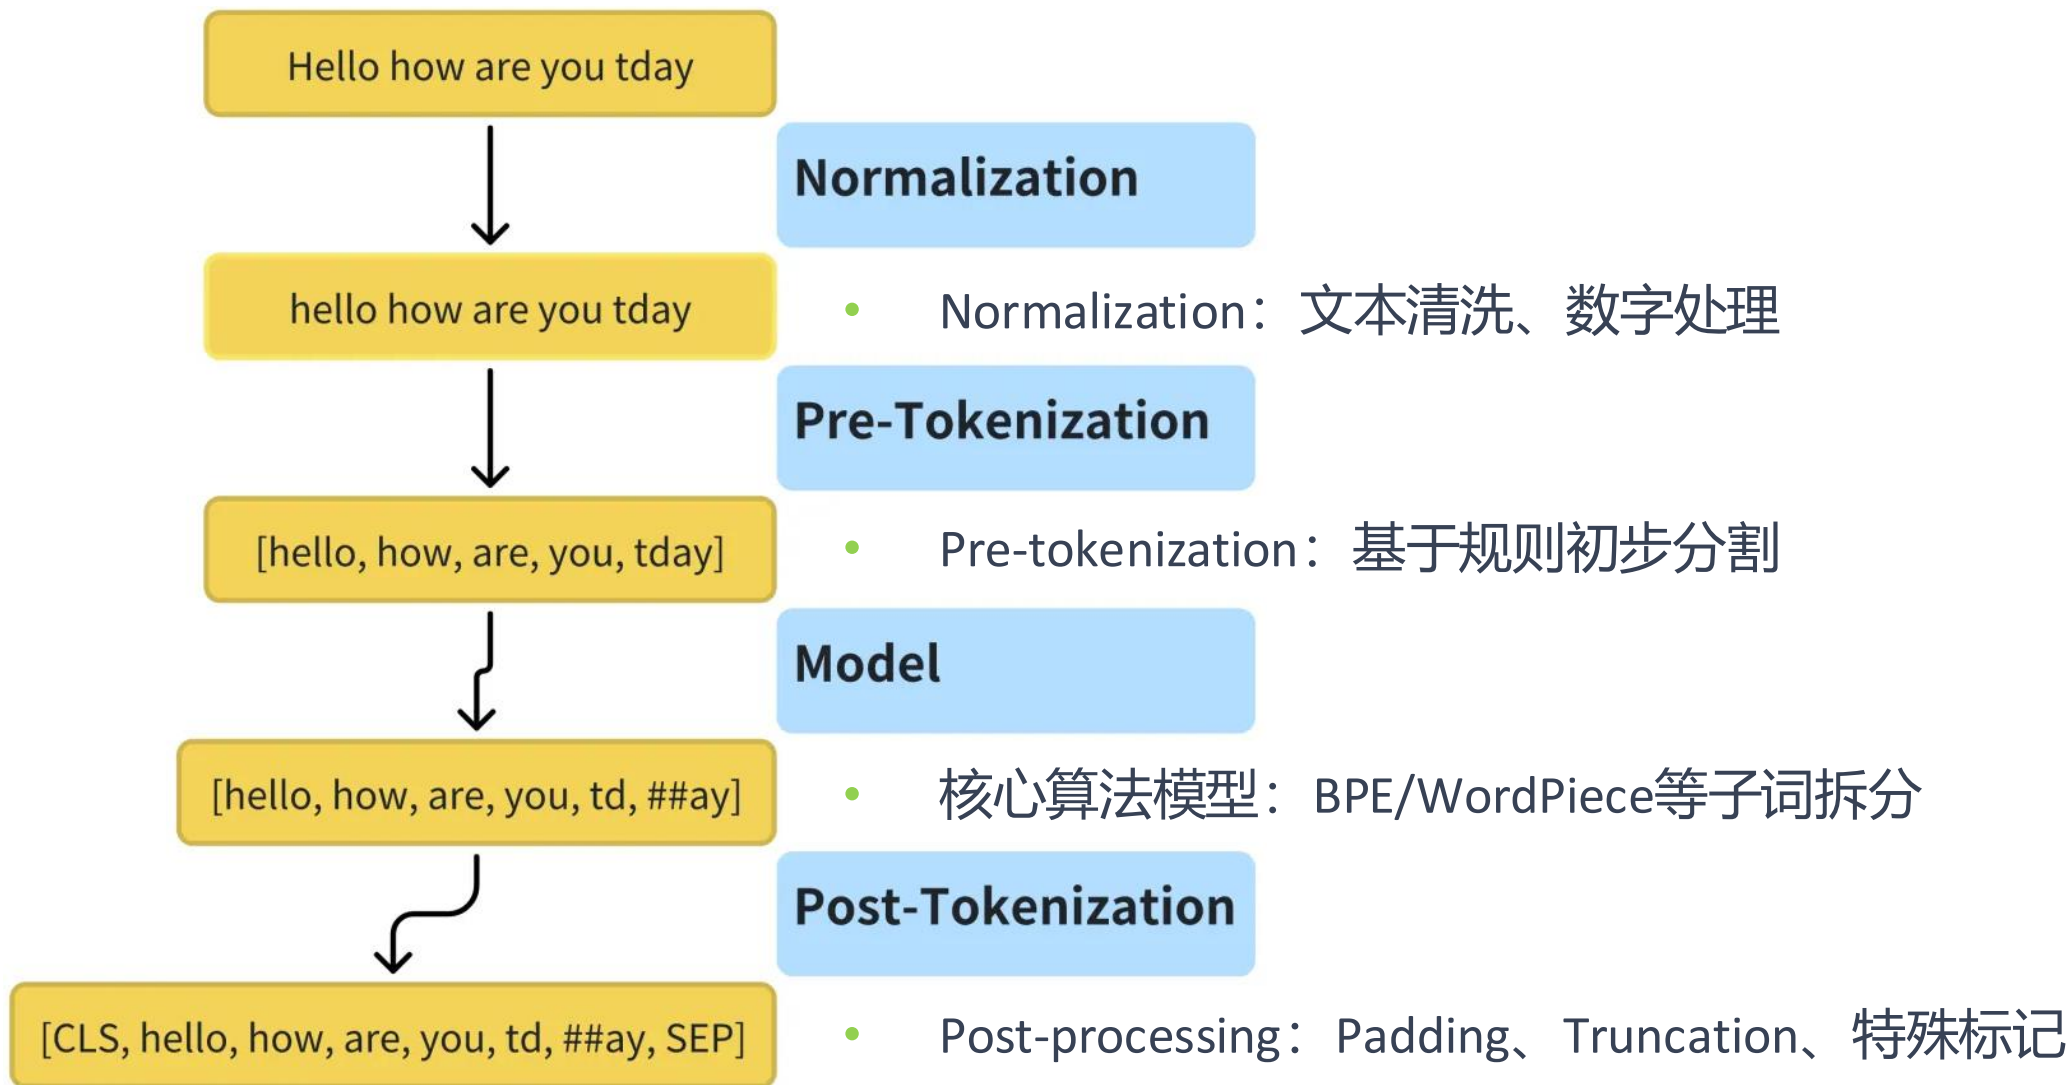 Hello how are you tday
Normalization
hello how are you tday
• Normalization：文本清洗、数字处理
Pre-Tokenization
[hello, how, are, you, tday]
• Pre-tokenization：基于规则初步分割
Model
[hello, how, are, you, td, ##ay]
• 核心算法模型：BPE/WordPiece等子词拆分
Post-Tokenization
[CLS, hello, how, are, you, td, ##ay, SEP]
• Post-processing：Padding、Truncation、特殊标记